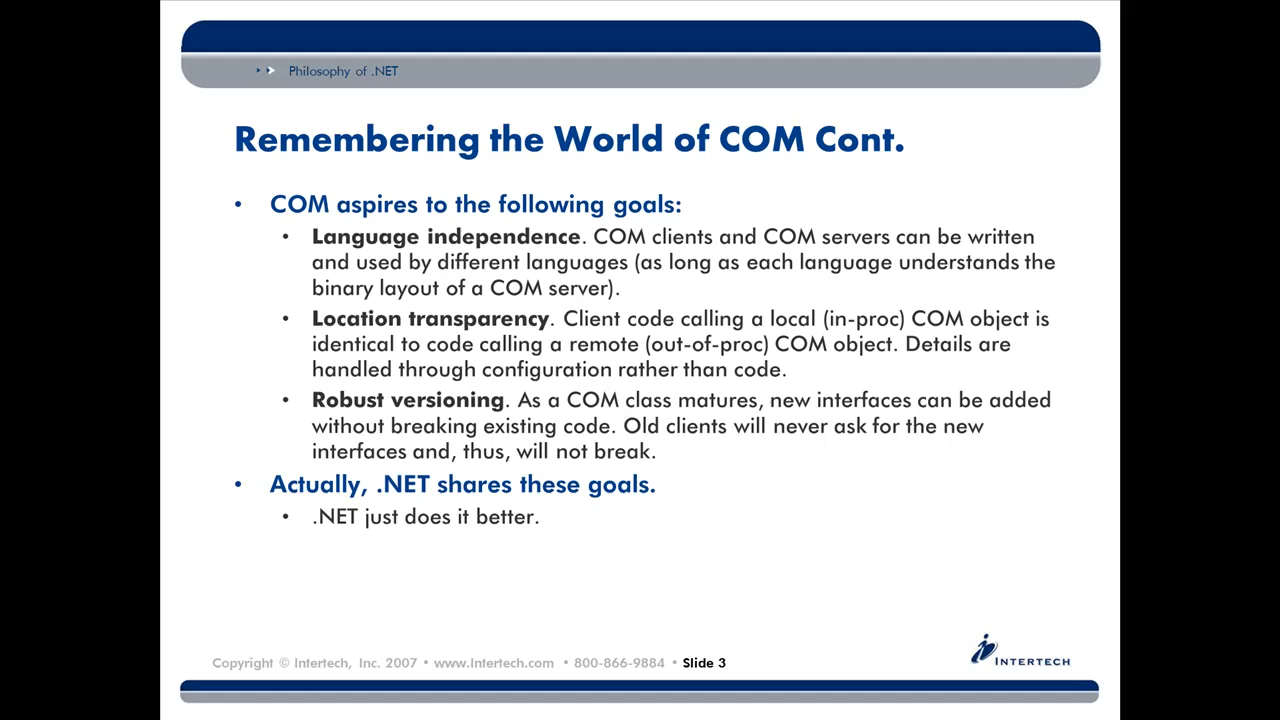 Philosophy of .NET
Remembering the World of COM Cont.
• COM aspires to the following goals:
• Language independence. COM clients and COM servers can be written
and used by different languages (as long as each language understands the
binary layout of a COM server).
• Location transparency. Client code calling a local (in-proc) COM object is
identical to code calling a remote (out-of-proc) COM object. Details are
handled through configuration rather than code.
• Robust versioning. As a COM class matures, new interfaces can be added
without breaking existing code. Old clients will never ask for the new
interfaces and, thus, will not break.
• Actually, .NET shares these goals.
• .NET just does it better.
Copyright © Intertech, Inc. 2007 • www.Intertech.com • 800-866-9884 • Slide 3
INTERTECH